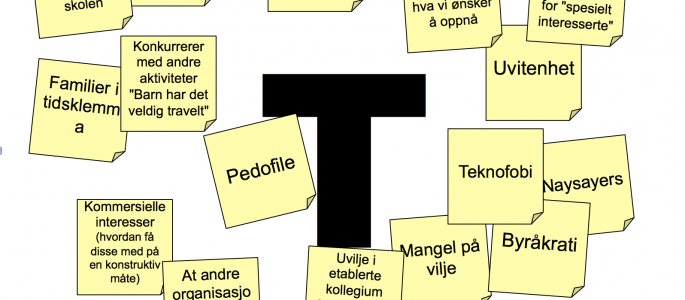 skolen
hva vi ønsker
å oppnå
for "spesielt
interesserte"
Konkurrerer
med andre
aktiviteter
"Barn har det
veldig travelt"
Uvitenhet
Familier i
tidsklemm
a
T
Pedofile
Teknofobi
Naysayers
Kommersielle
interesser
(hvordan få
disse med på
en konstruktiv
måte)
Mangel på
vilje
Byråkrati
At andre
organisasjo
Uvilje i
etablerte
kollegium